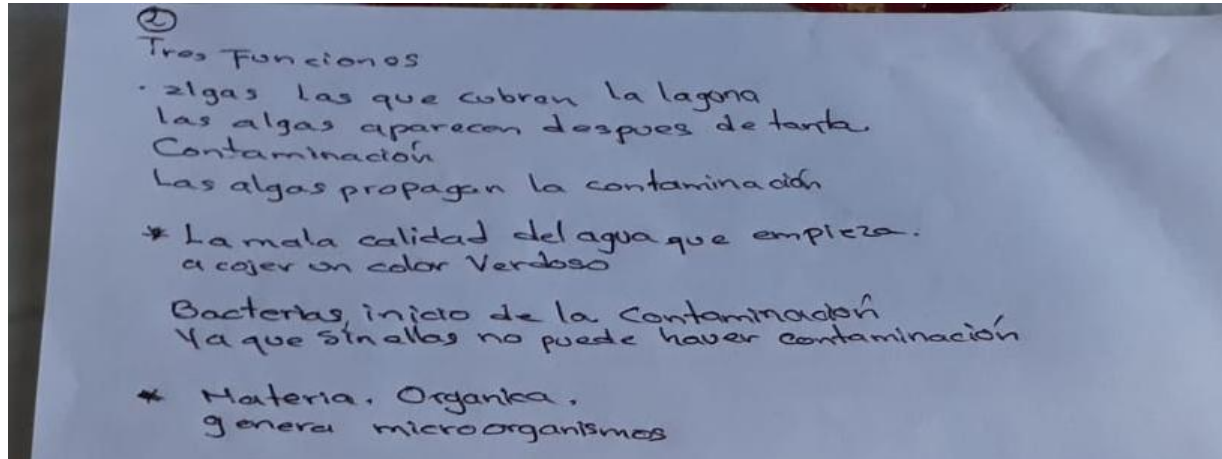 ②
Tres Funciones
· algas las que cubren la lagona
las algas aparecen despues de tanta.
Contaminación
Las algas propagan la contaminación
* La mala calidad del agua que empieza.
a cojer un color Verdoso
Bacterias, inicio de la Contaminación
Ya que sin ellas no puede haver contaminación
* Materia. Organica.
genera microorganismos